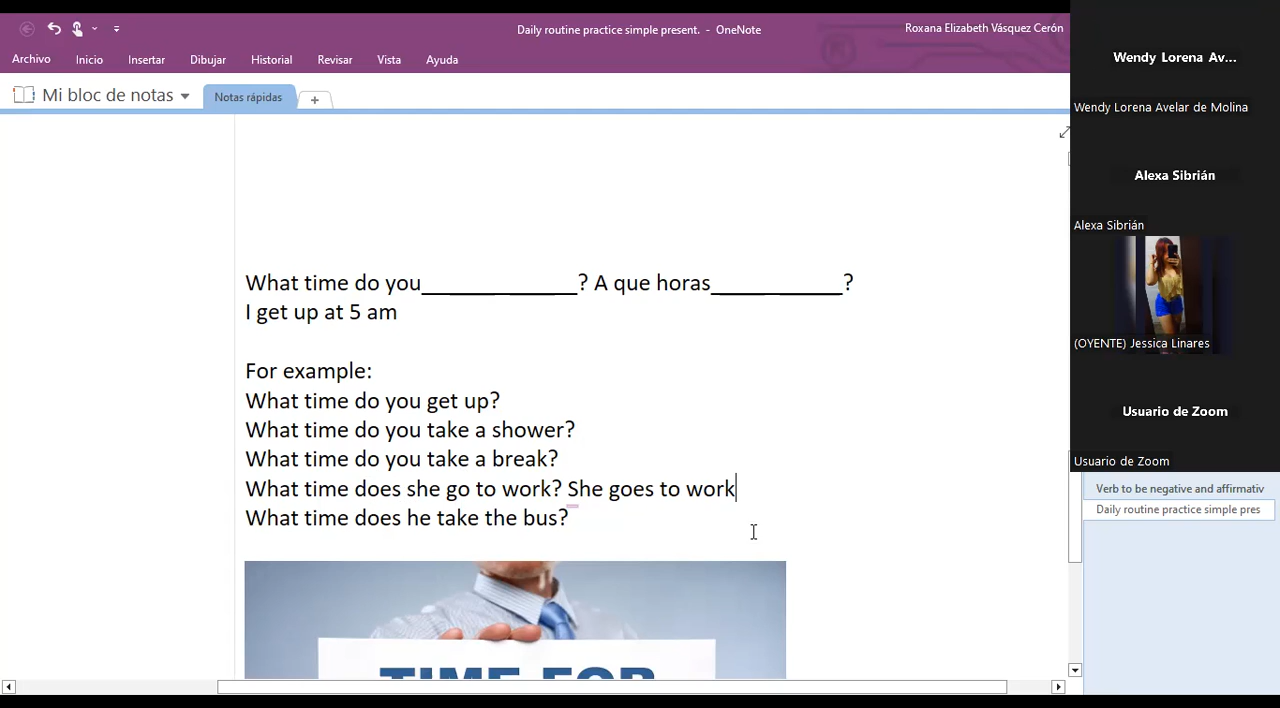 Daily routine practice simple present. - OneNote
Roxana Elizabeth Vásquez Cerón
Archivo Inicio Insertar Dibujar Historial Revisar Vista Ayuda
Mi bloc de notas
Notas rápidas
What time do you______________? A que horas____________?
I get up at 5 am
For example:
What time do you get up?
What time do you take a shower?
What time do you take a break?
What time does she go to work? She goes to work
What time does he take the bus?
TIME FOR
Wendy Lorena Av...
Wendy Lorena Avelar de Molina
Alexa Sibrián
Alexa Sibrián
(OYENTE) Jessica Linares
Usuario de Zoom
Usuario de Zoom
Verb to be negative and affirmativ
Daily routine practice simple pres